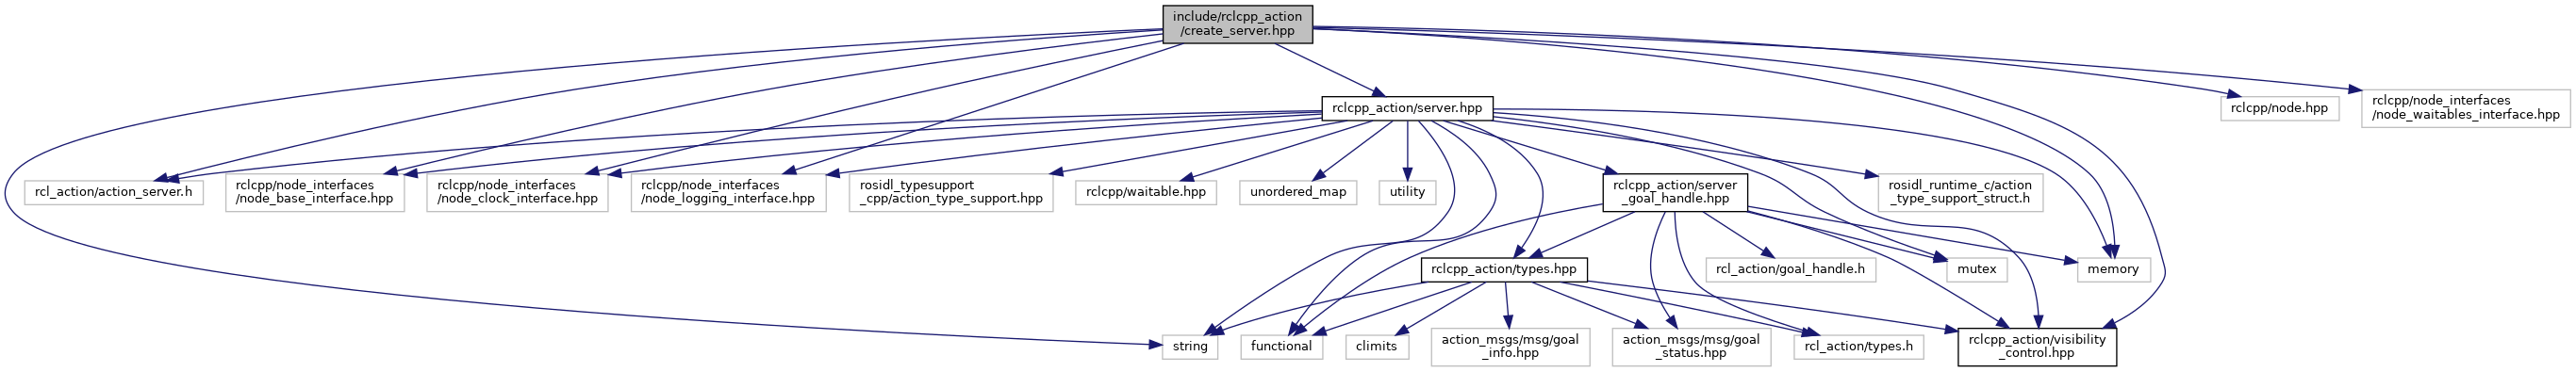 include/rclcpp_action
/create_server.hpp
rclcpp_action/server.hpp
rclcpp/node.hpp
rclcpp/node_interfaces
/node_waitables_interface.hpp
rcl_action/action_server.h
rclcpp/node_interfaces
/node_base_interface.hpp
rclcpp/node_interfaces
/node_clock_interface.hpp
rclcpp/node_interfaces
/node_logging_interface.hpp
rosidl_typesupport
_cpp/action_type_support.hpp
rclcpp/waitable.hpp
unordered_map
utility
rclcpp_action/server
_goal_handle.hpp
rosidl_runtime_c/action
_type_support_struct.h
rclcpp_action/types.hpp
rcl_action/goal_handle.h
mutex
memory
string
functional
climits
action_msgs/msg/goal
_info.hpp
action_msgs/msg/goal
_status.hpp
rcl_action/types.h
rclcpp_action/visibility
_control.hpp